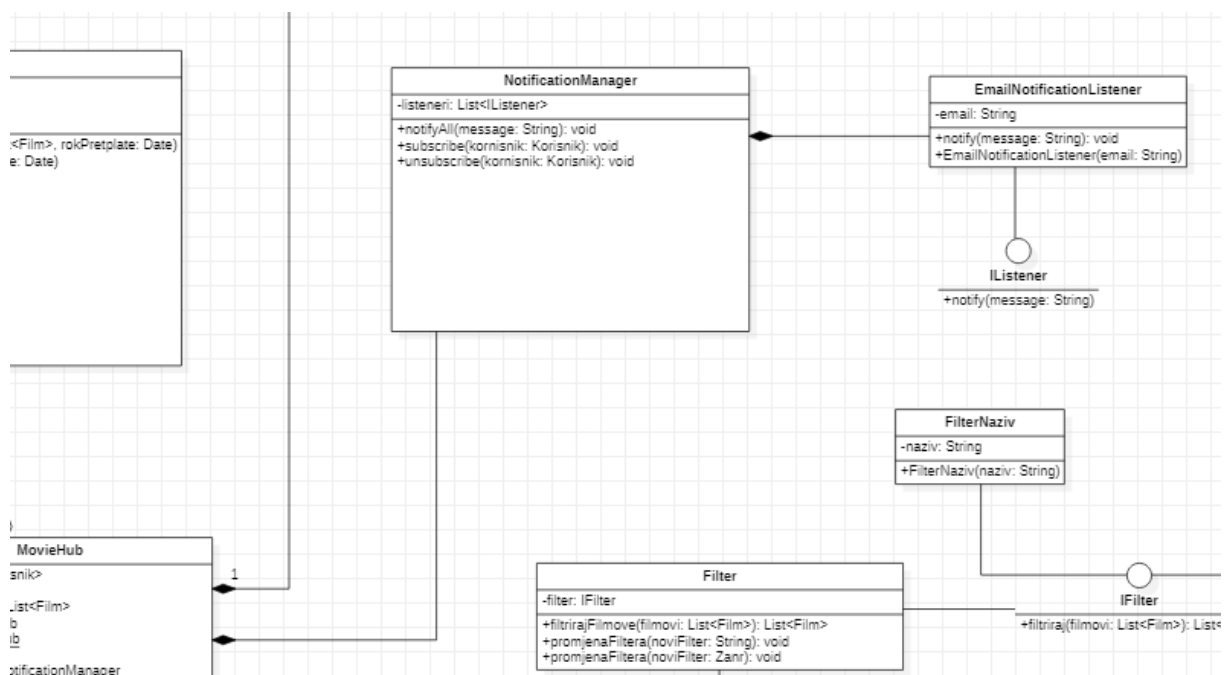 <Film>, rokPretplate: Date)
e: Date)
NotificationManager
-listeneri: List<IListener>
+notifyAll(message: String): void
+subscribe(kornisnik: Korisnik): void
+unsubscribe(kornisnik: Korisnik): void
EmailNotificationListener
-email: String
+notify(message: String): void
+EmailNotificationListener(email: String)
IListener
+notify(message: String)
FilterNaziv
-naziv: String
+FilterNaziv(naziv: String)
MovieHub
snik>
List<Film>
b
ub
NotificationManager
1
Filter
-filter: IFilter
+filtrirajFilmove(filmovi: List<Film>): List<Film>
+promjenaFiltera(noviFilter: String): void
+promjenaFiltera(noviFilter: Zanr): void
IFilter
+filtriraj(filmovi: List<Film>): List<